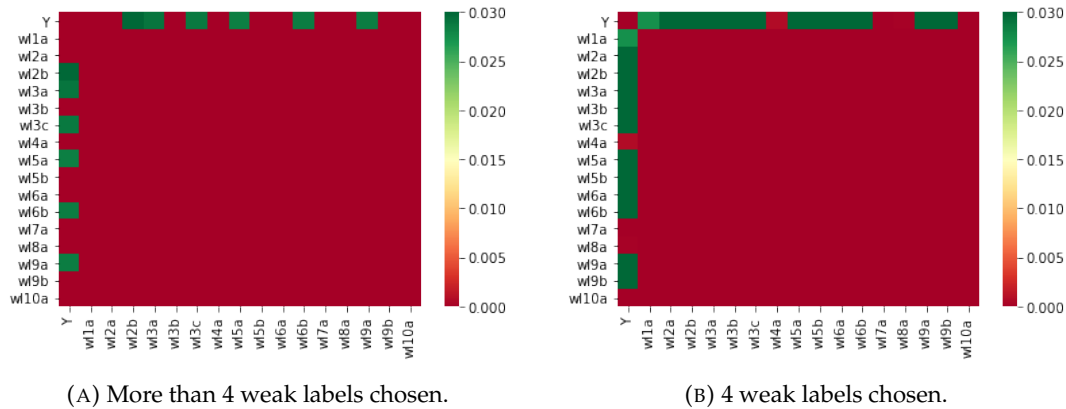 Y
wl1a
wl2a
wl2b
wl3a
wl3b
wl3c
wl4a
wl5a
wl5b
wl6a
wl6b
wl7a
wl8a
wl9a
wl9b
wl10a
Y wl1a wl2a wl2b wl3a wl3b wl3c wl4a wl5a wl5b wl6a wl6b wl7a wl8a wl9a wl9b wl10a
0.030
0.025
0.020
0.015
0.010
0.005
0.000
(A) More than 4 weak labels chosen.
Y
wl1a
wl2a
wl2b
wl3a
wl3b
wl3c
wl4a
wl5a
wl5b
wl6a
wl6b
wl7a
wl8a
wl9a
wl9b
wl10a
Y wl1a wl2a wl2b wl3a wl3b wl3c wl4a wl5a wl5b wl6a wl6b wl7a wl8a wl9a wl9b wl10a
0.030
0.025
0.020
0.015
0.010
0.005
0.000
(B) 4 weak labels chosen.